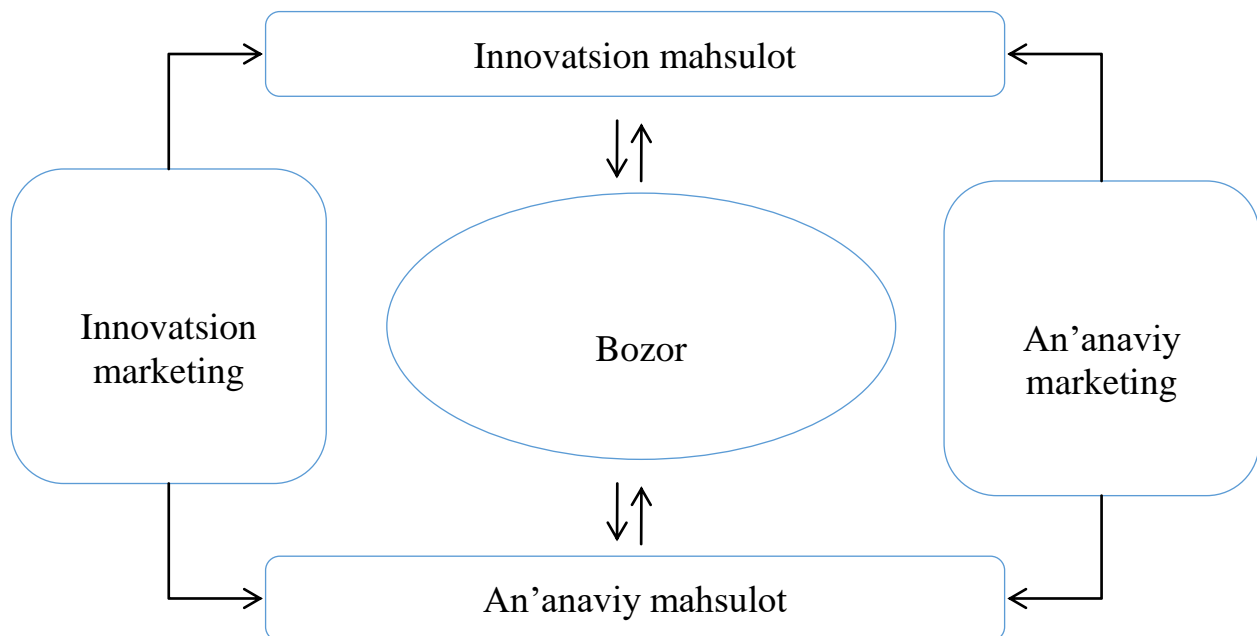 Innovatsion mahsulot
Innovatsion
marketing
Bozor
An’anaviy
marketing
An’anaviy mahsulot